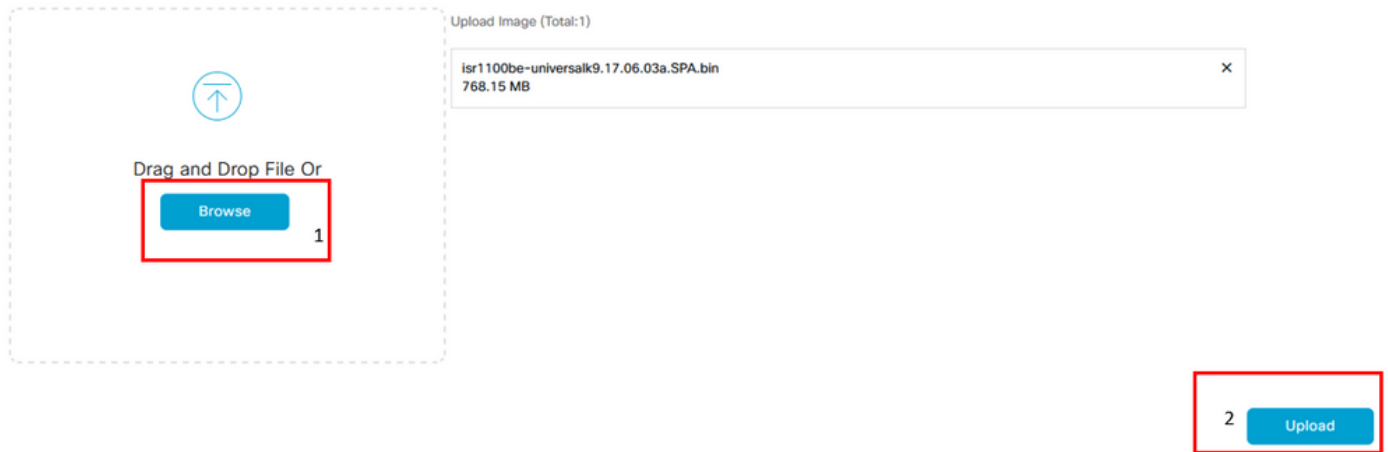 Upload Image (Total:1)
isr1100be-universalk9.17.06.03a.SPA.bin
×
768.15 MB
Drag and Drop File Or
Browse
1
2
Upload